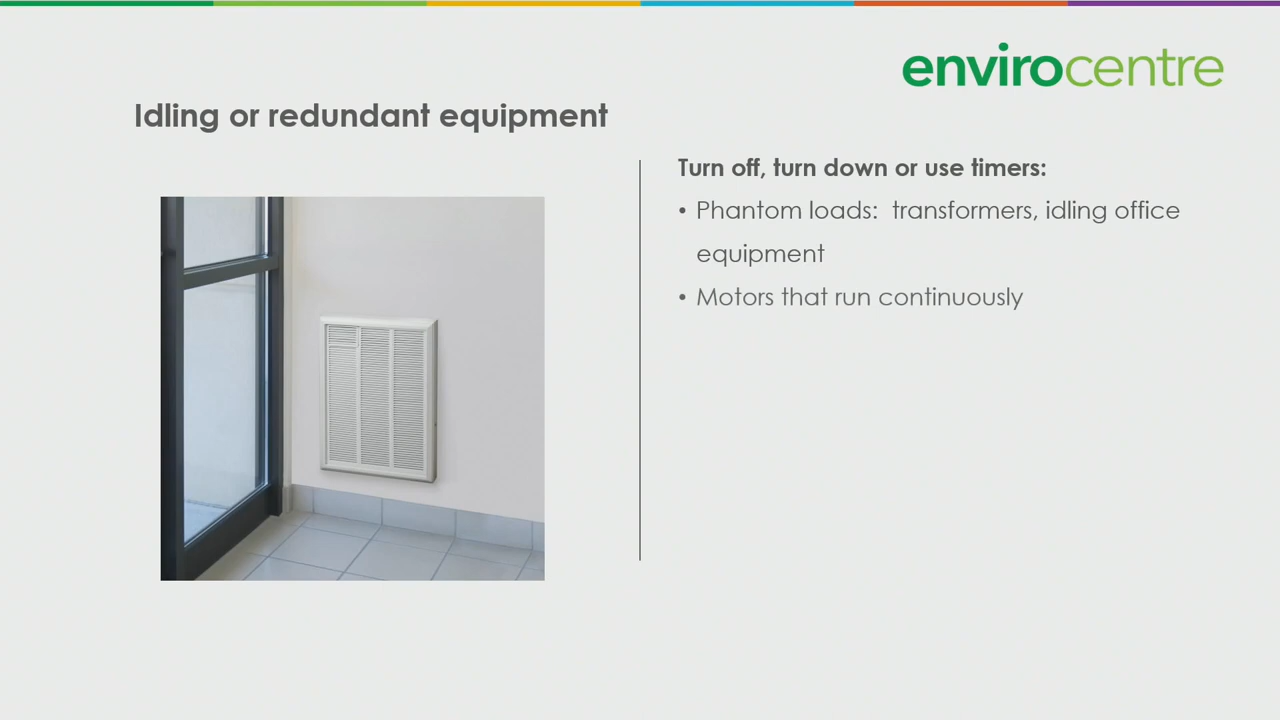 envirocentre
Idling or redundant equipment
Turn off, turn down or use timers:
• Phantom loads:  transformers, idling office
equipment
• Motors that run continuously